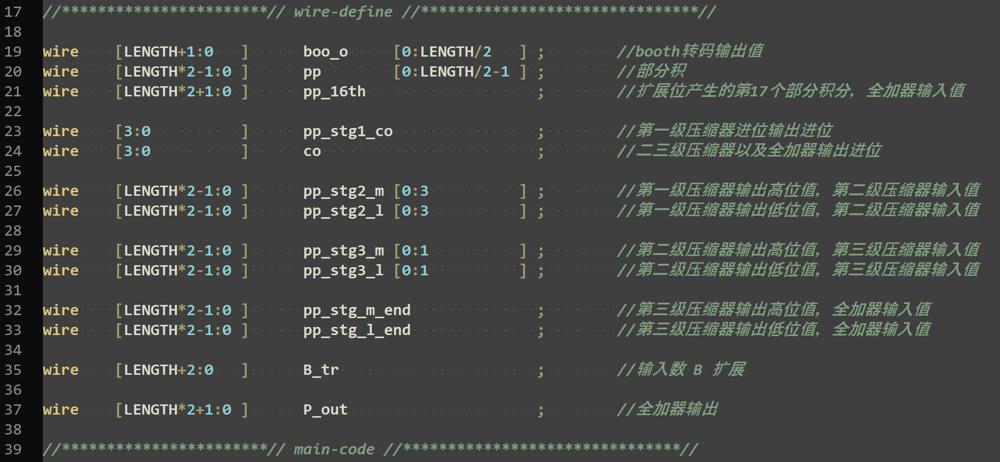 17 //***********************// wire-define //*******************************//
18
19 wire [LENGTH+1:0 ] boo_o [0:LENGTH/2 ] ; //booth转码输出值
20 wire [LENGTH*2-1:0 ] pp [0:LENGTH/2-1 ] ; //部分积
21 wire [LENGTH*2+1:0 ] pp_16th ; //扩展位产生的第17个部分积分，全加器输入值
22
23 wire [3:0 ] pp_stg1_co ; //第一级压缩器进位输出进位
24 wire [3:0 ] co ; //二三级压缩器以及全加器输出进位
25
26 wire [LENGTH*2-1:0 ] pp_stg2_m [0:3 ] ; //第一级压缩器输出高位值，第二级压缩器输入值
27 wire [LENGTH*2-1:0 ] pp_stg2_l [0:3 ] ; //第一级压缩器输出低位值，第二级压缩器输入值
28
29 wire [LENGTH*2-1:0 ] pp_stg3_m [0:1 ] ; //第二级压缩器输出高位值，第三级压缩器输入值
30 wire [LENGTH*2-1:0 ] pp_stg3_l [0:1 ] ; //第二级压缩器输出低位值，第三级压缩器输入值
31
32 wire [LENGTH*2-1:0 ] pp_stg_m_end ; //第三级压缩器输出高位值，全加器输入值
33 wire [LENGTH*2-1:0 ] pp_stg_l_end ; //第三级压缩器输出低位值，全加器输入值
34
35 wire [LENGTH+2:0 ] B_tr ; //输入数 B 扩展
36
37 wire [LENGTH*2+1:0 ] P_out ; //全加器输出
38
39 //***********************// main-code //*******************************//